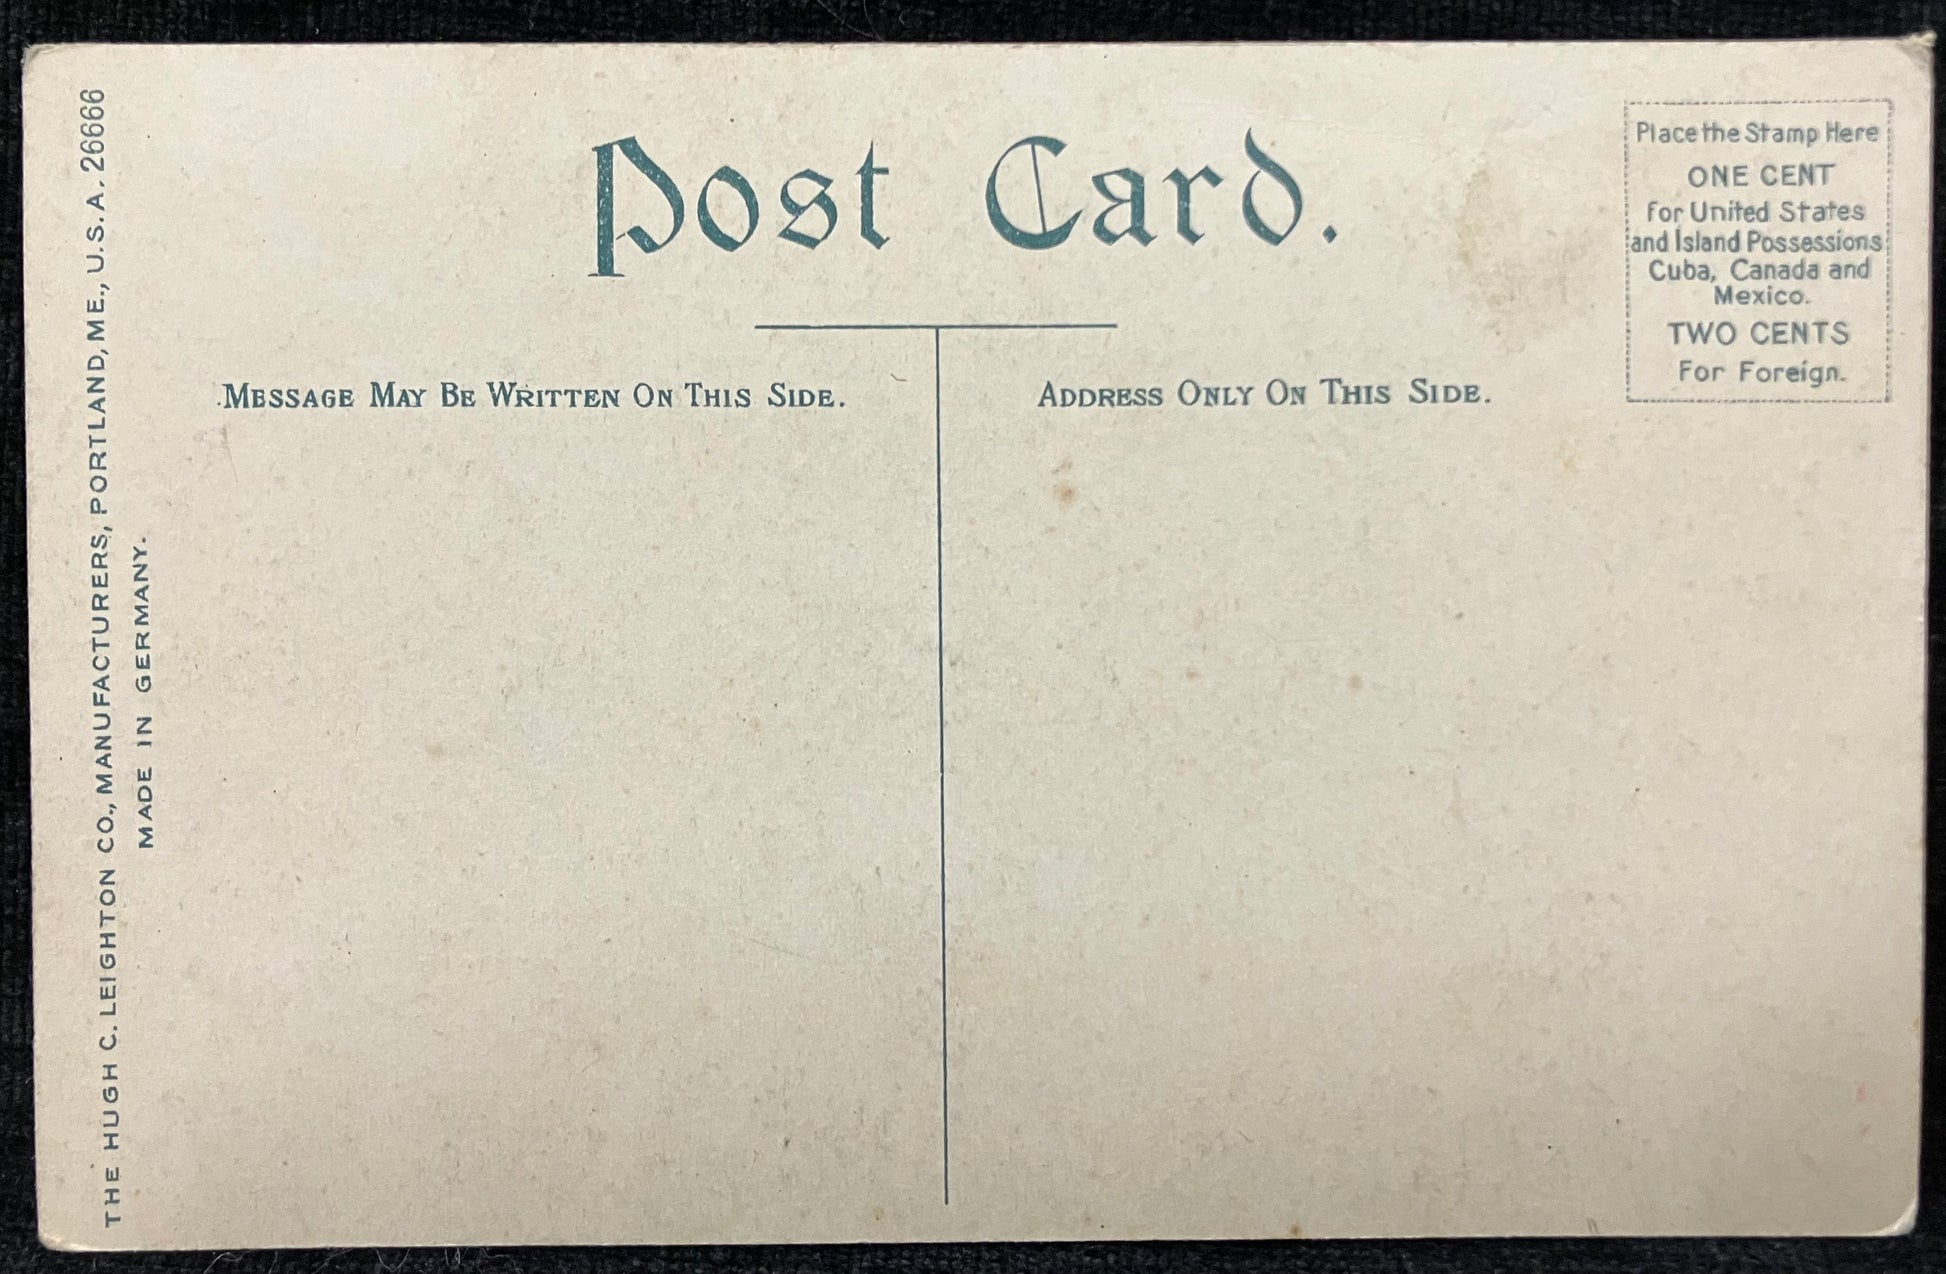 Post Card.
Place the Stamp Here
ONE CENT
for United States
and Island Possessions
Cuba, Canada and
Mexico.
TWO CENTS
For Foreign.
MESSAGE MAY BE WRITTEN ON THIS SIDE.
ADDRESS ONLY ON THIS SIDE.
THE HUGH C. LEIGHTON CO., MANUFACTURERS, PORTLAND, ME., U.S.A. 26666
MADE IN GERMANY.